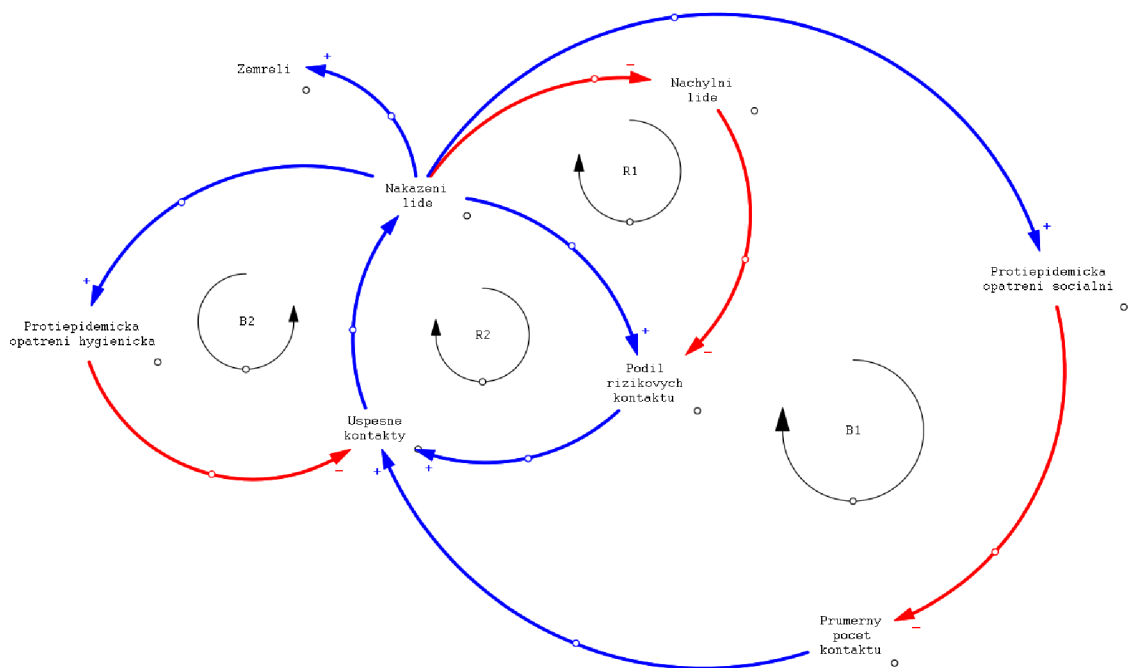 +
Zemreli
−
Nachylni
lide
R1
Nakazeni
lide
+
Protiepidemicka
opatreni socialni
+
B2
R2
Protiepidemicka
opatreni hygienicka
+
−
Podil
rizikovych
kontaktu
Uspesne
kontakty
B1
−
+
+
Prumerny
pocet
kontaktu
−